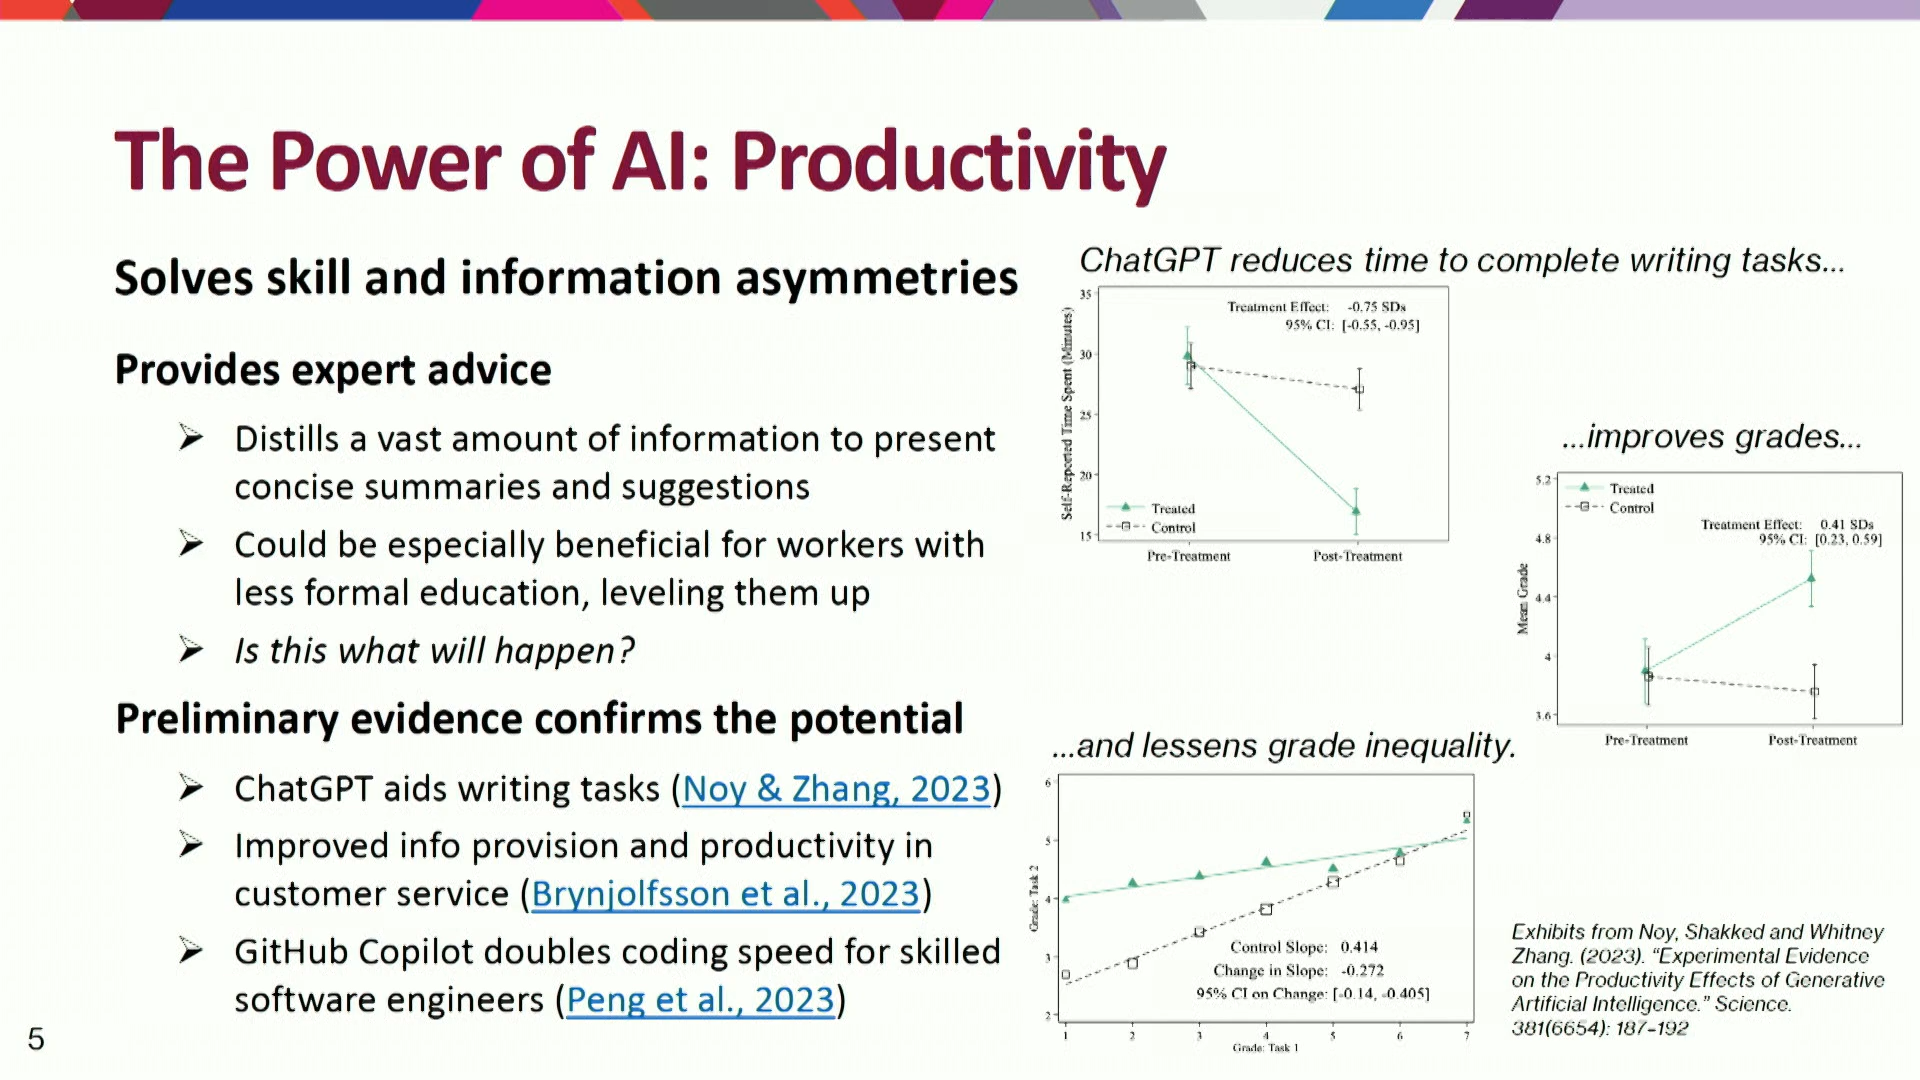 The Power of AI: Productivity
Solves skill and information asymmetries
Provides expert advice
Distills a vast amount of information to present
concise summaries and suggestions
Could be especially beneficial for workers with
less formal education, leveling them up
Is this what will happen?
Preliminary evidence confirms the potential
ChatGPT aids writing tasks (Noy & Zhang, 2023)
Improved info provision and productivity in
customer service (Brynjolfsson et al., 2023)
GitHub Copilot doubles coding speed for skilled
software engineers (Peng et al., 2023)
5
ChatGPT reduces time to complete writing tasks...
Self-Reported Time Spent (Minutes)
35
30
25
20
15
Treatment Effect: -0.75 SDs
95% CI: [-0.55, -0.95]
Treated
Control
Pre-Treatment Post-Treatment
...improves grades...
Mean Grade
5.2
4.8
4.4
4
3.6
Treated
Control
Treatment Effect: 0.41 SDs
95% CI: [0.23, 0.59]
Pre-Treatment Post-Treatment
...and lessens grade inequality.
Grade: Task 2
6
5
4
3
2
Control Slope: 0.414
Change in Slope: -0.272
95% CI on Change: [-0.14, -0.405]
1 2 3 4 5 6 7
Grade: Task 1
Exhibits from Noy, Shakked and Whitney
Zhang. (2023). “Experimental Evidence
on the Productivity Effects of Generative
Artificial Intelligence.” Science.
381(6654): 187–192